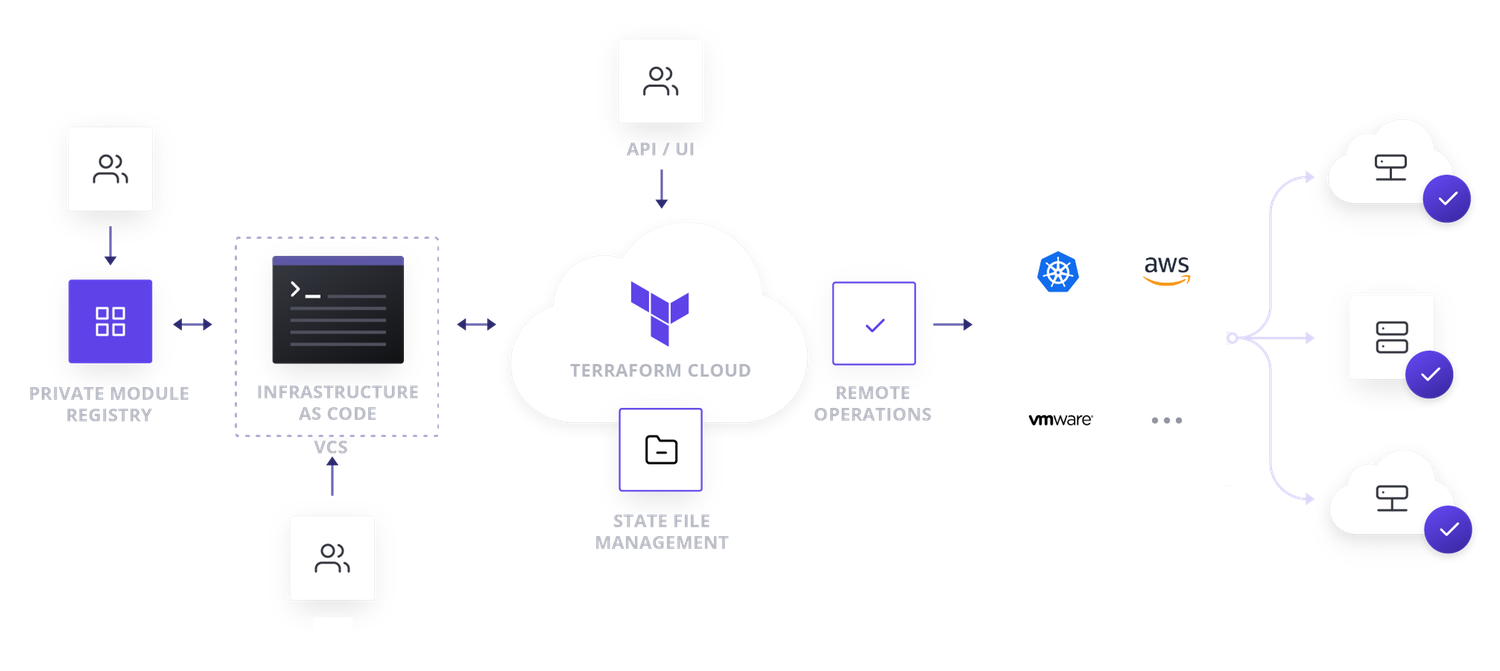 API / UI
PRIVATE MODULE
REGISTRY
INFRASTRUCTURE
AS CODE
VCS
TERRAFORM CLOUD
STATE FILE
MANAGEMENT
REMOTE
OPERATIONS
aws
vmware®